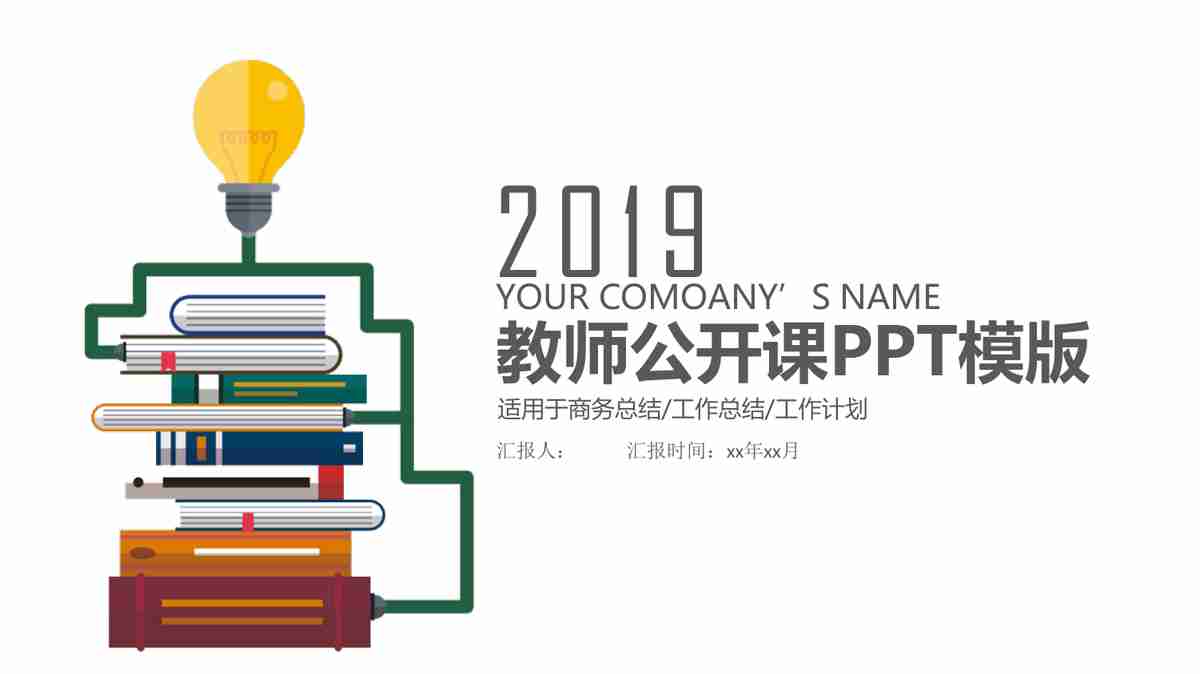 2019
YOUR COMOANY’S NAME
教师公开课PPT模版
适用于商务总结/工作总结/工作计划
汇报人： 汇报时间：xx年xx月